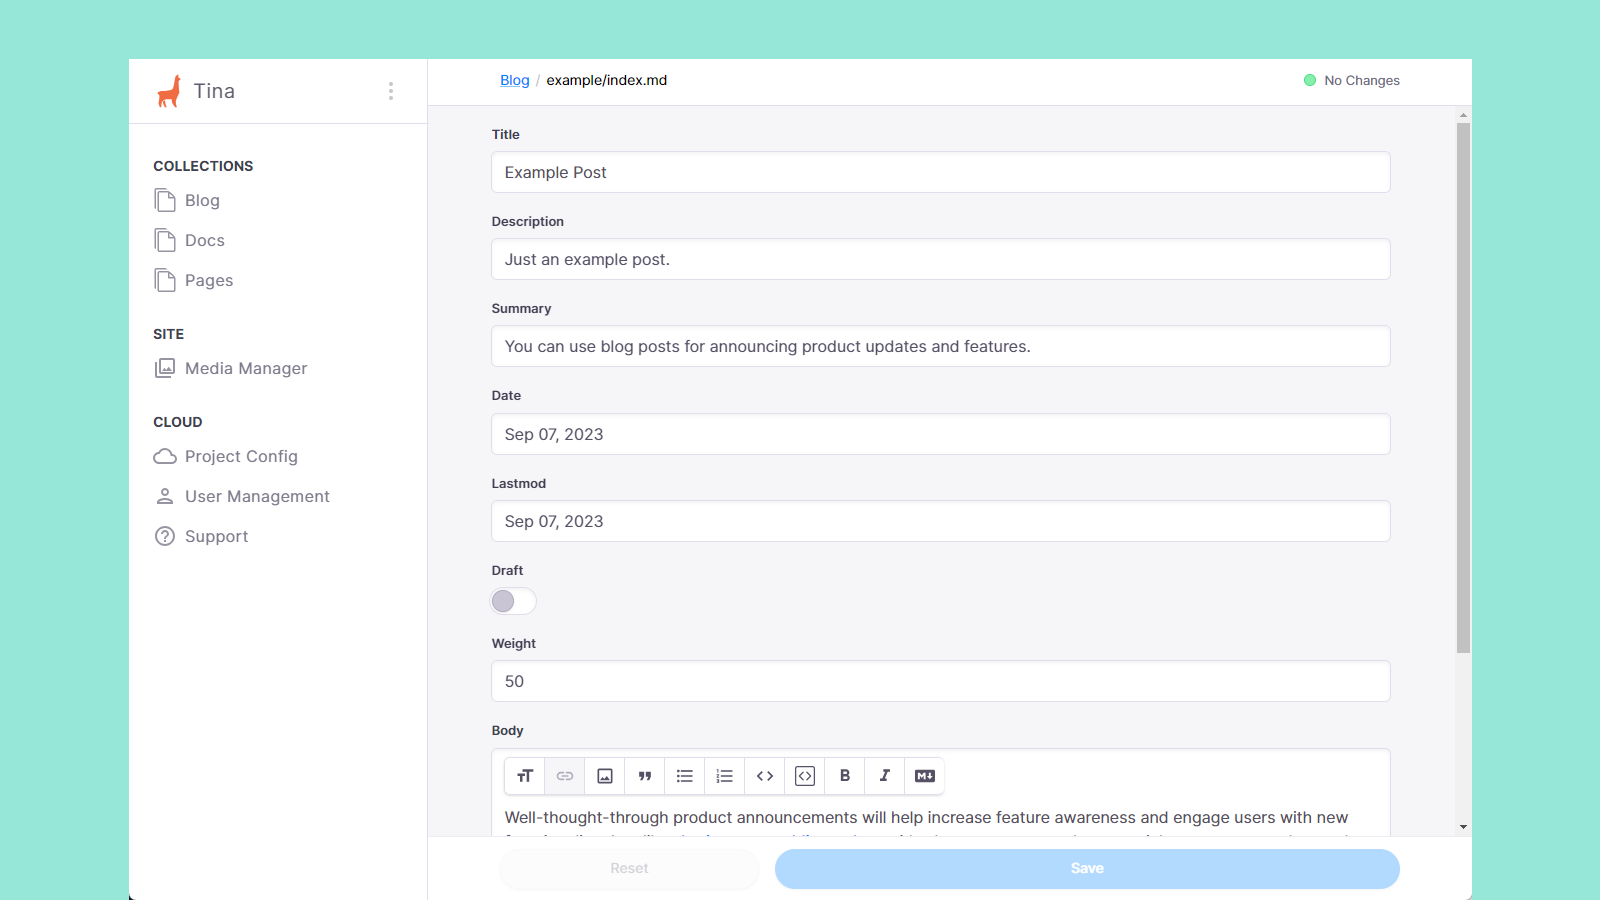 Tina
COLLECTIONS
Blog
Docs
Pages
SITE
Media Manager
CLOUD
Project Config
User Management
Support
Blog / example/index.md
No Changes
Title
Example Post
Description
Just an example post.
Summary
You can use blog posts for announcing product updates and features.
Date
Sep 07, 2023
Lastmod
Sep 07, 2023
Draft
Weight
50
Body
Well-thought-through product announcements will help increase feature awareness and engage users with new
Reset
Save